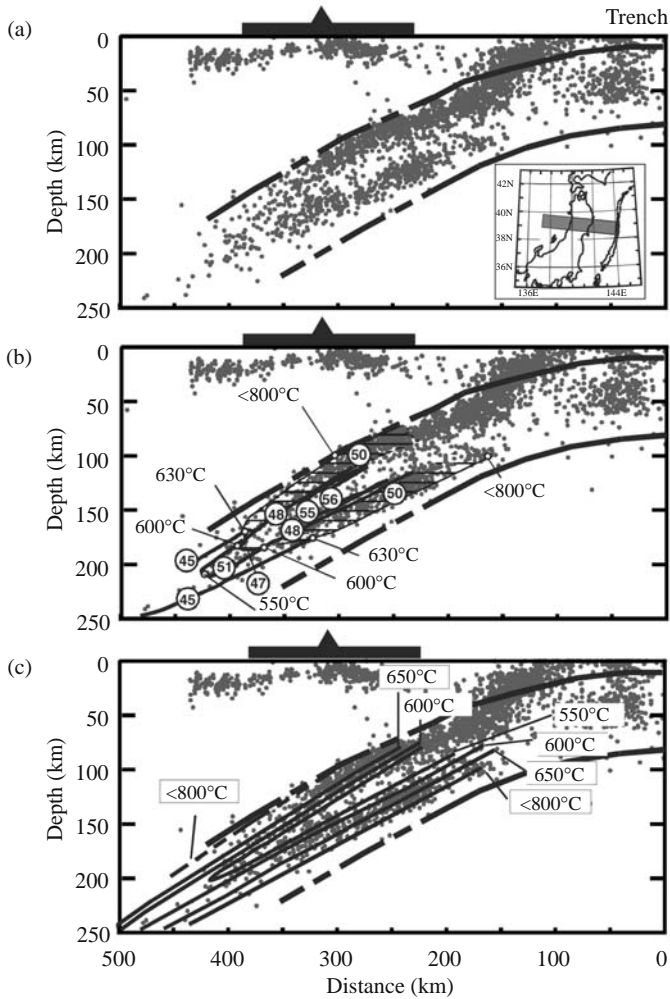 Trench
(a)
0
50
100
150
200
250
Depth (km)
42N
40N
38N
36N
136E
144E
(b)
0
50
100
150
200
250
Depth (km)
<800°C
50
630°C
56
50
<800°C
48
55
600°C
48
630°C
45
51
600°C
47
550°C
45
(c)
0
50
100
150
200
250
Depth (km)
650°C
600°C
550°C
600°C
650°C
<800°C
<800°C
500
400
300
200
100
0
Distance (km)